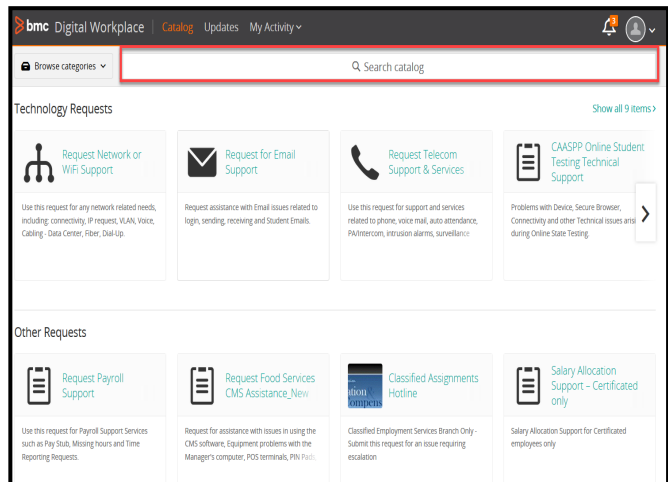 bmc Digital Workplace | Catalog Updates My Activity
3
Browse categories
Search catalog
Technology Requests
Show all 9 items
Request Network or
WiFi Support
Use this request for any network related needs,
including: connectivity, IP request, VLAN, Voice,
Cabling - Data Center, Fiber, Dial-Up.
Request for Email
Support
Request assistance with Email issues related to
login, sending, receiving and Student Emails.
Request Telecom
Support & Services
Use this request for support and services
related to phone, voice mail, auto attendance,
PA/Intercom, intrusion alarms, surveillance
CAASPP Online Student
Testing Technical
Support
Problems with Device, Secure Browser,
Connectivity and other Technical issues
during Online State Testing.
Other Requests
Request Payroll
Support
Use this request for Payroll Support Services
such as Pay Stub, Missing hours and Time
Reporting Requests.
Request Food Services
CMS Assistance_New
Request for assistance with issues in using the
CMS software, Equipment problems with the
Manager's computer, POS terminals, PIN Pads,
Classified Assignments
Hotline
Classified Employment Services Branch Only -
Submit this request for an issue requiring
escalation
Salary Allocation
Support – Certificated
only
Salary Allocation Support for Certificated
employees only